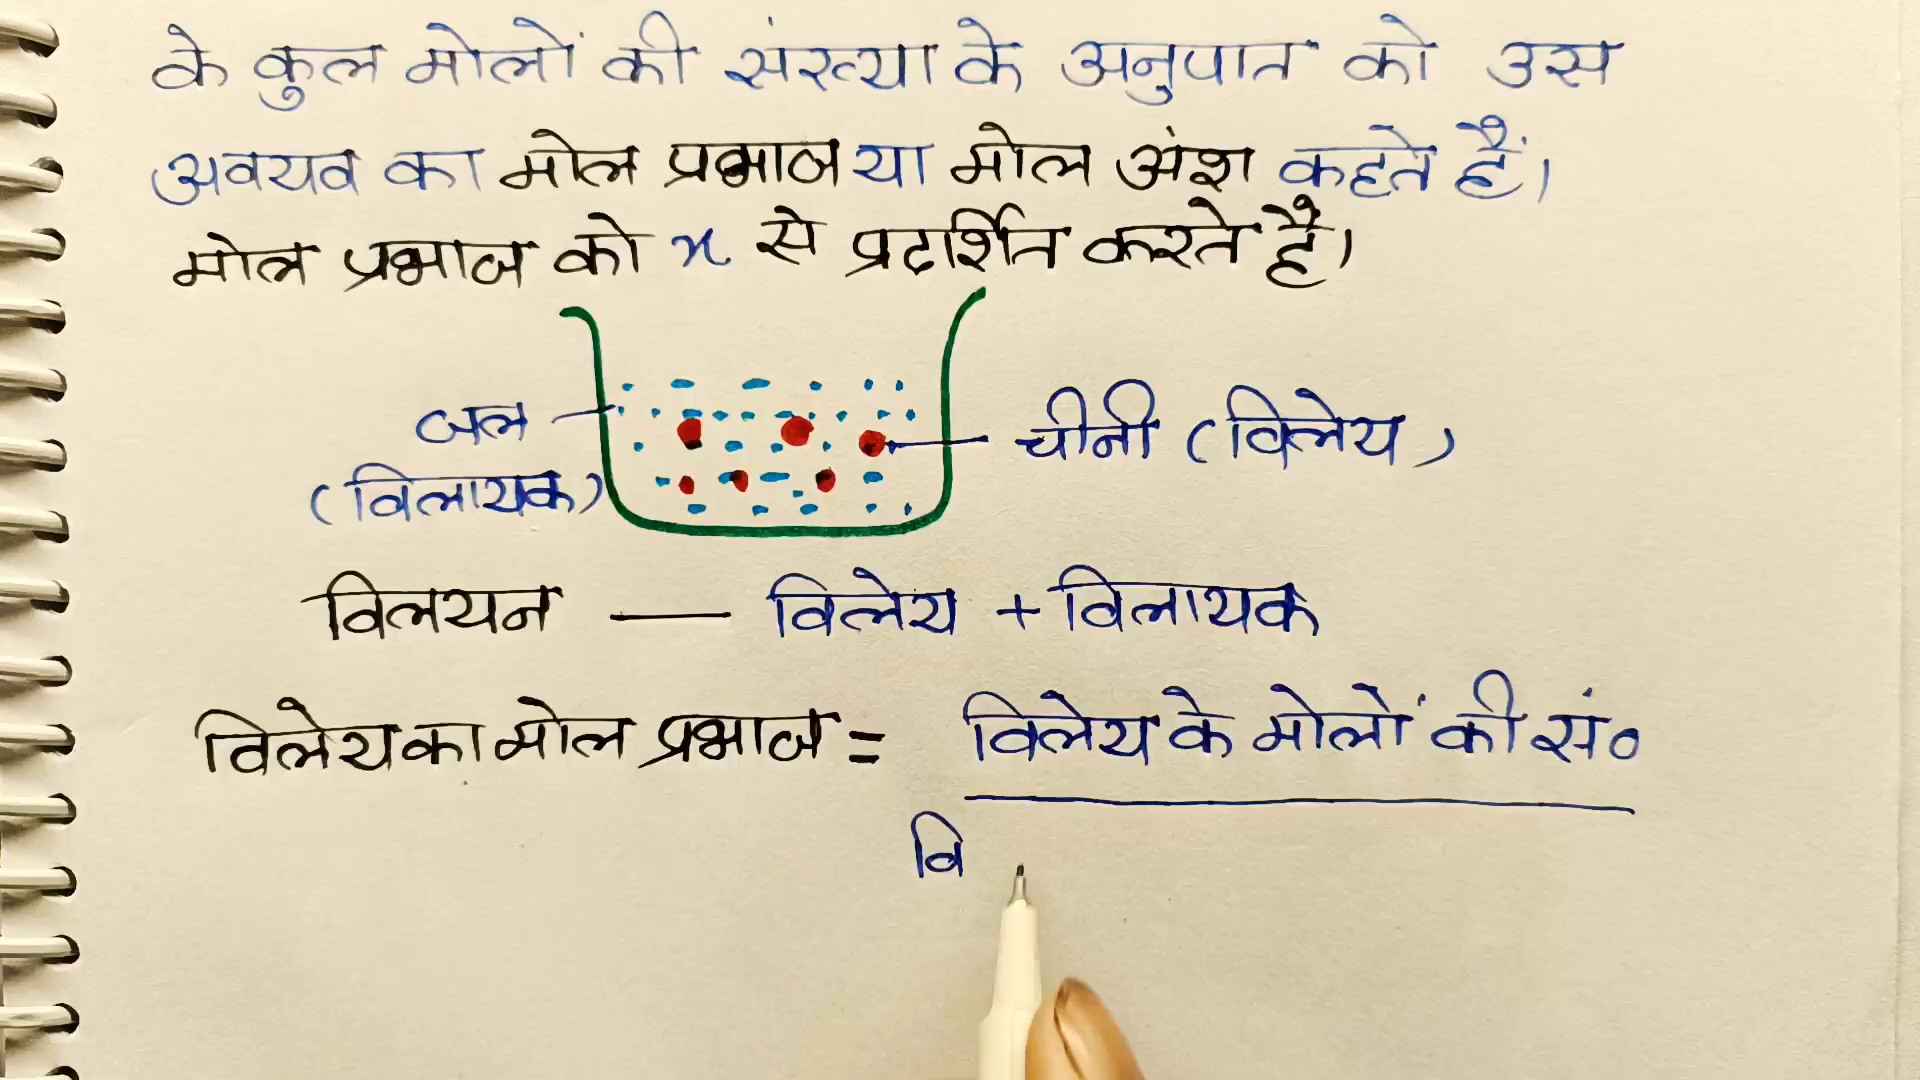 के कुल मोलों की संख्या के अनुपात को उस
अवयव का मोल प्रभाज या मोल अंश कहते हैं।
मोल प्रभाज को x से प्रदर्शित करते है।
जल
(विलायक)
चीनी (विलेय)
विलयन — विलेय + विलायक
विलेय का मोल प्रभाज = विलेय के मोलों की सं०
वि